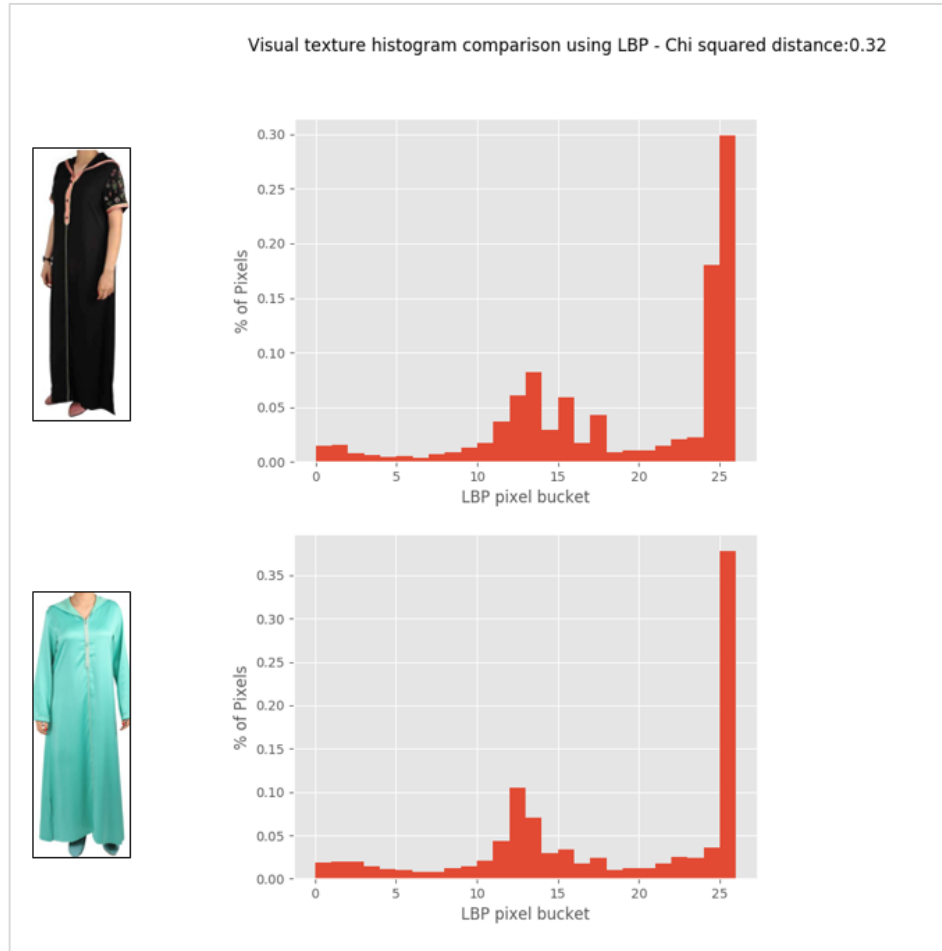 Visual texture histogram comparison using LBP - Chi squared distance:0.32
0.30
0.25
0.20
0.15
0.10
0.05
0.00
% of Pixels
0 5 10 15 20 25
LBP pixel bucket
0.35
0.30
0.25
0.20
0.15
0.10
0.05
0.00
% of Pixels
0 5 10 15 20 25
LBP pixel bucket